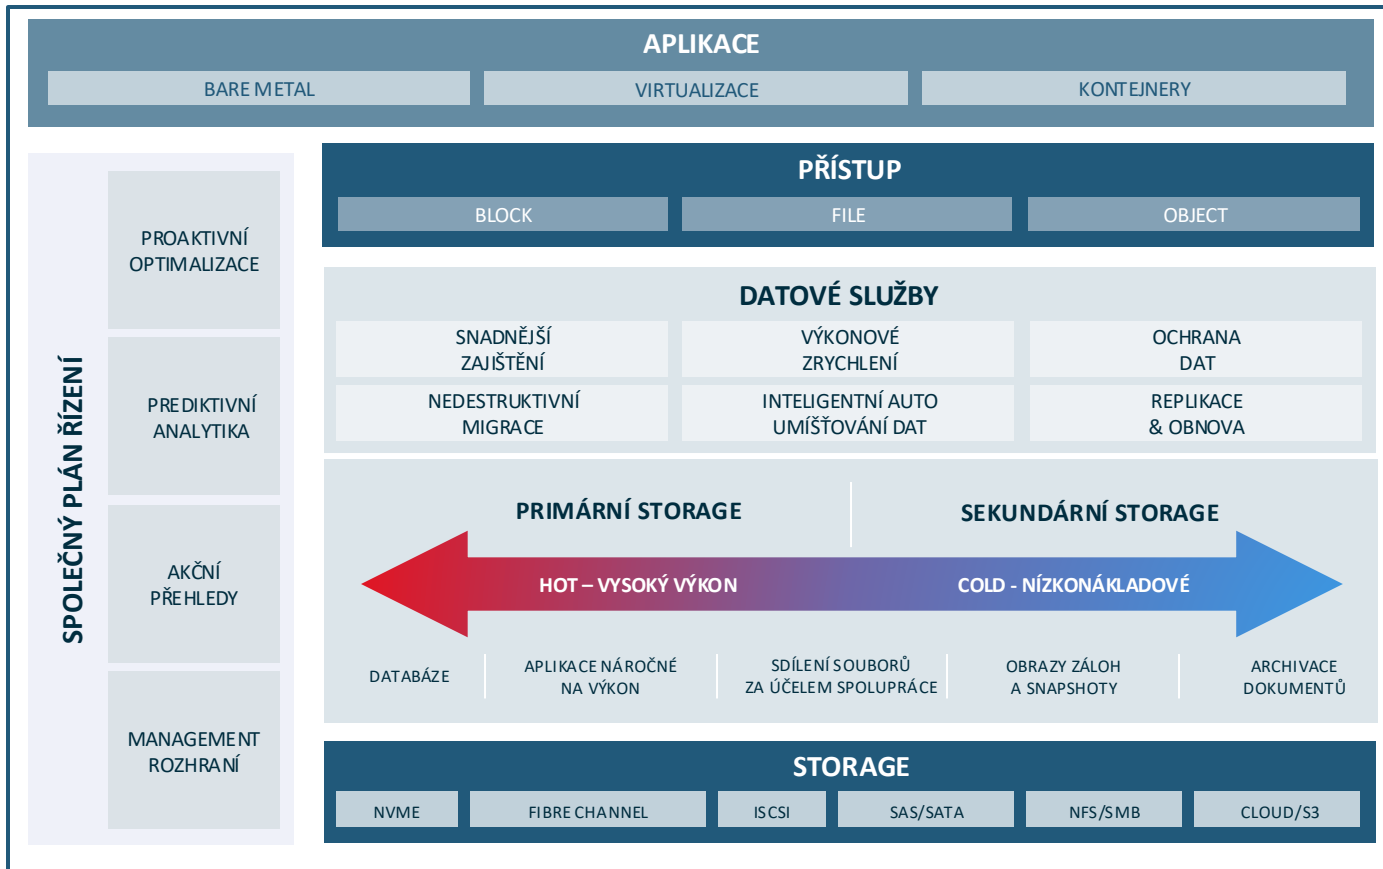 APLIKACE
BARE METAL
VIRTUALIZACE
KONTEJNERY
SPOLEČNÝ PLÁN ŘÍZENÍ
PROAKTIVNÍ
OPTIMALIZACE
PREDIKTIVNÍ
ANALYTIKA
AKČNÍ
PŘEHLEDY
MANAGEMENT
ROZHRANÍ
PŘÍSTUP
BLOCK
FILE
OBJECT
DATOVÉ SLUŽBY
SNADNĚJŠÍ
ZAJIŠTĚNÍ
VÝKONOVÉ
ZRYCHLENÍ
OCHRANA
DAT
NEDESTRUKTIVNÍ
MIGRACE
INTELIGENTNÍ AUTO
UMÍŠŤOVÁNÍ DAT
REPLIKACE
& OBNOVA
PRIMÁRNÍ STORAGE
SEKUNDÁRNÍ STORAGE
HOT – VYSOKÝ VÝKON
COLD - NÍZKONÁKLADOVÉ
DATABÁZE
APLIKACE NÁROČNÉ
NA VÝKON
SDÍLENÍ SOUBORŮ
ZA ÚČELEM SPOLUPRÁCE
OBRAZY ZÁLOH
A SNAPSHOTY
ARCHIVACE
DOKUMENTŮ
STORAGE
NVME
FIBRE CHANNEL
ISCSI
SAS/SATA
NFS/SMB
CLOUD/S3